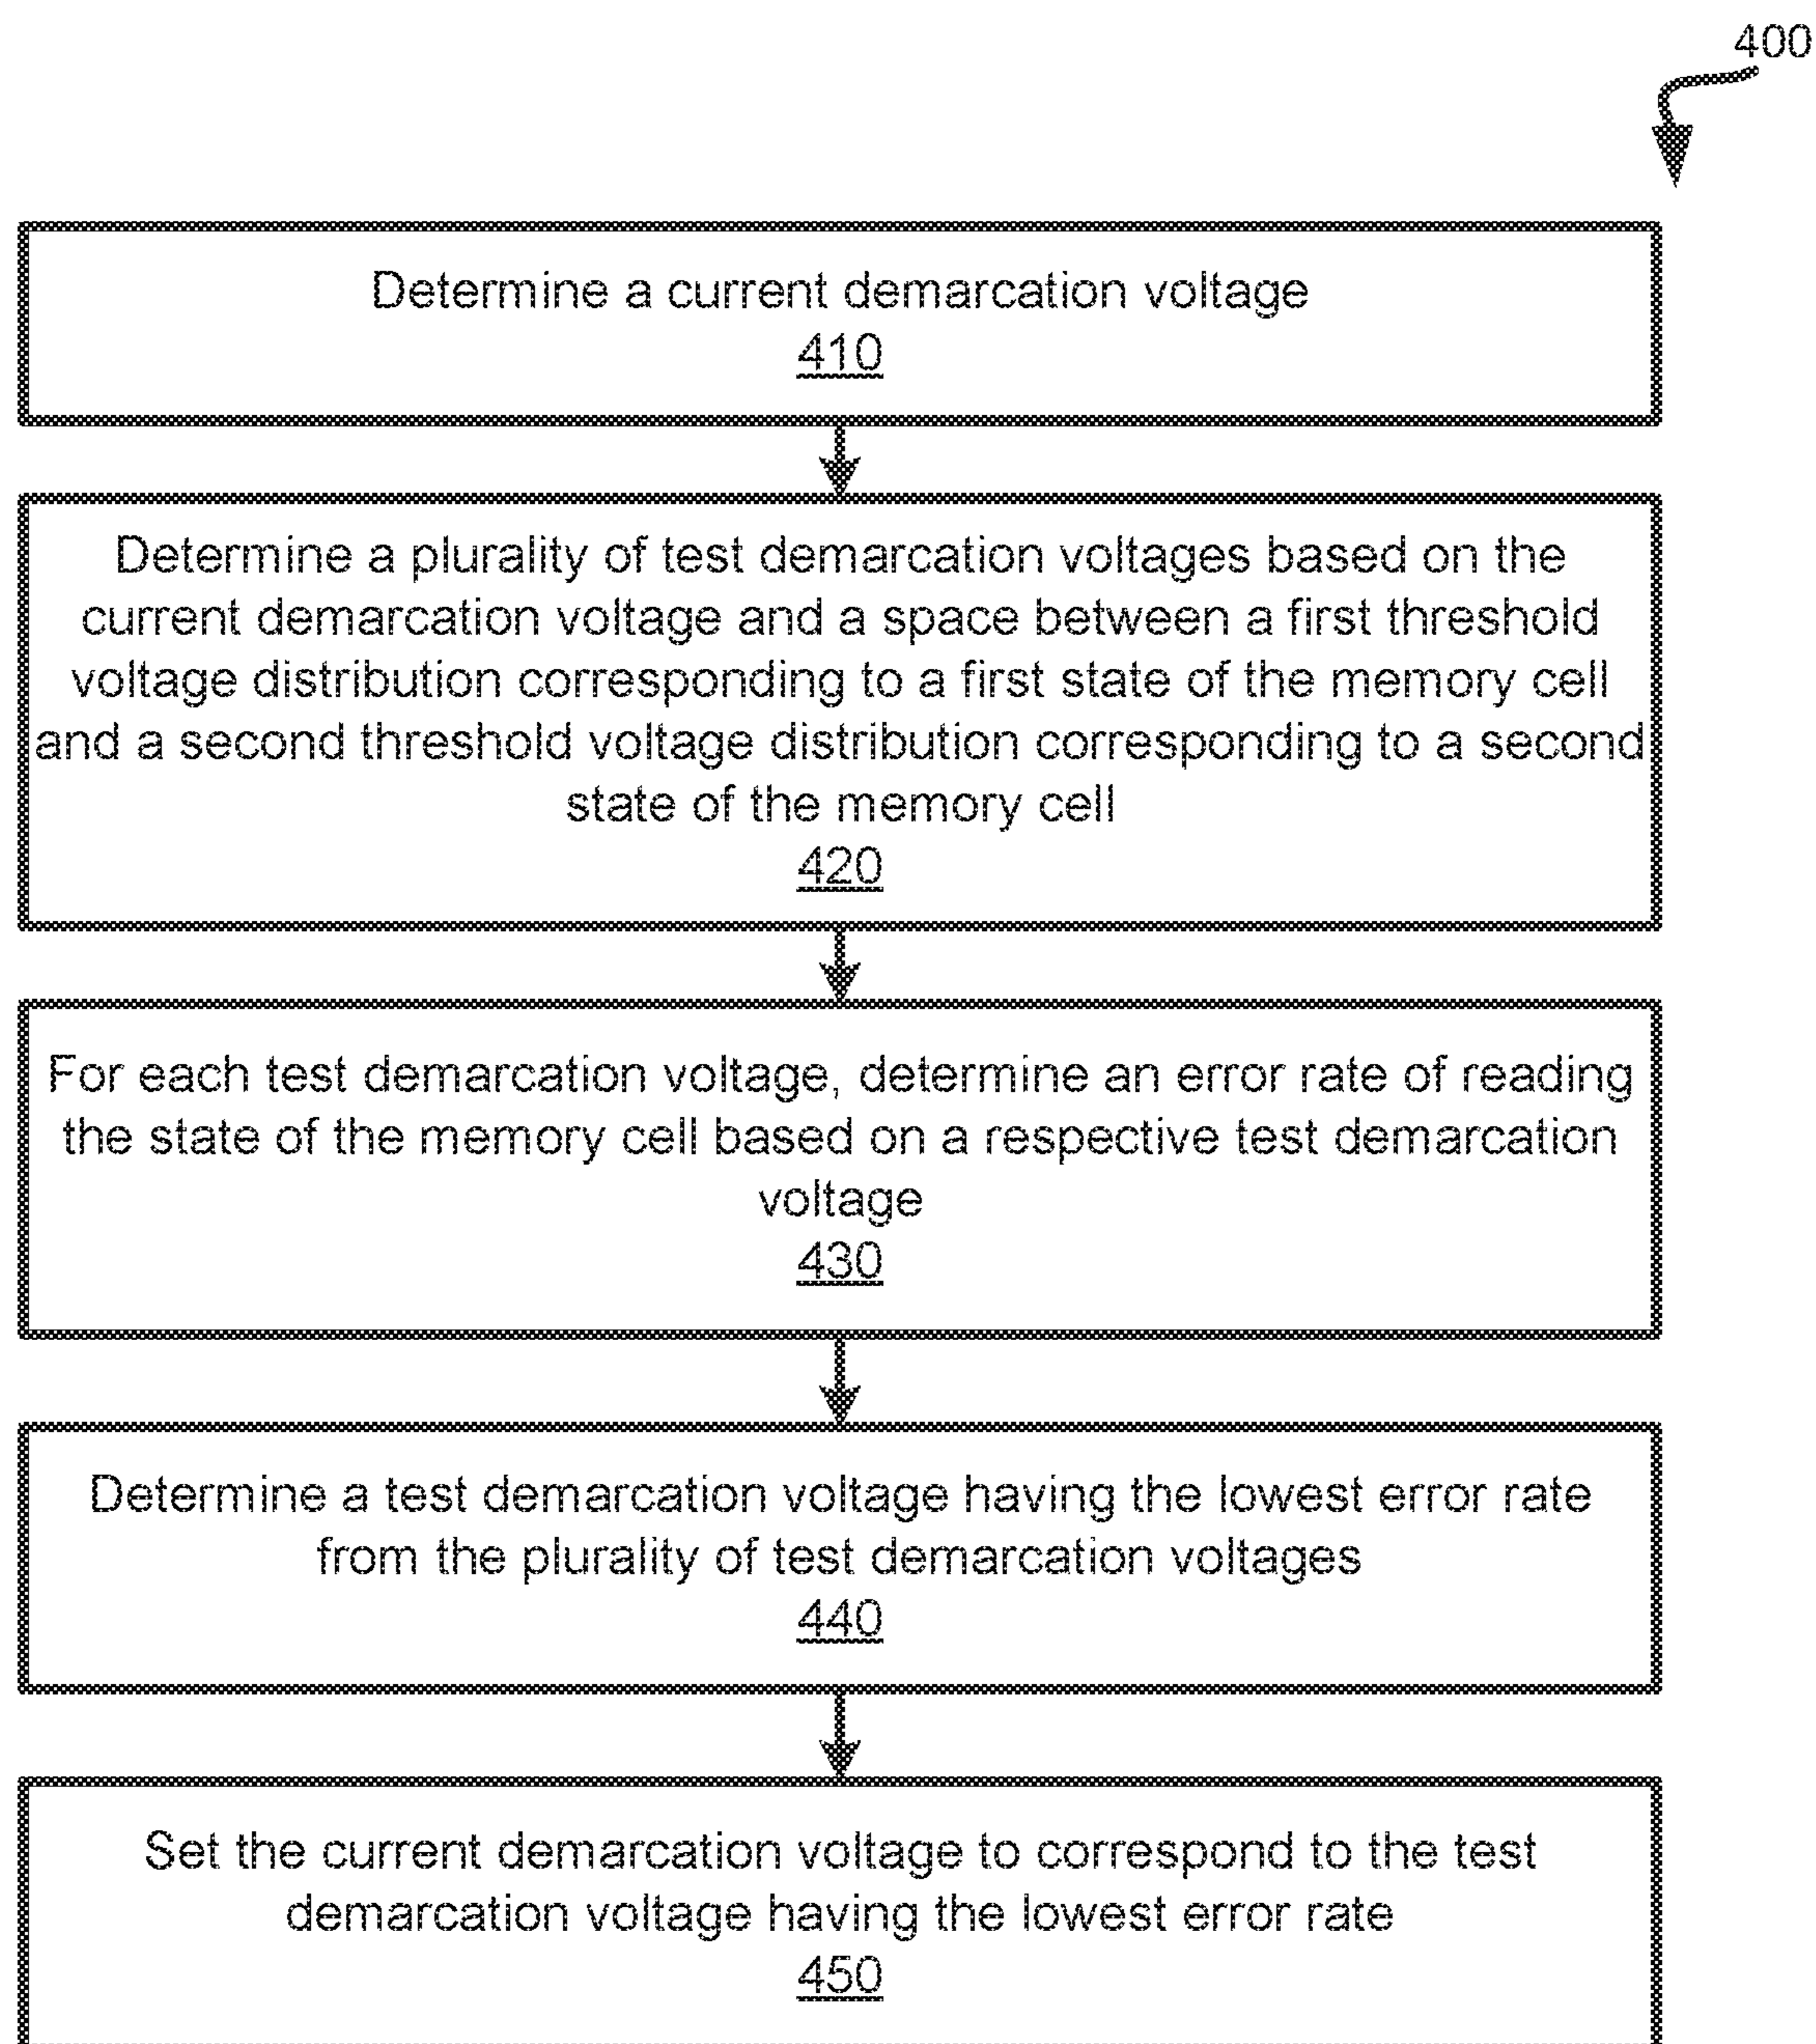 400
Determine a current demarcation voltage
410
Determine a plurality of test demarcation voltages based on the
current demarcation voltage and a space between a first threshold
voltage distribution corresponding to a first state of the memory cell
and a second threshold voltage distribution corresponding to a second
state of the memory cell
420
For each test demarcation voltage, determine an error rate of reading
the state of the memory cell based on a respective test demarcation
voltage
430
Determine a test demarcation voltage having the lowest error rate
from the plurality of test demarcation voltages
440
Set the current demarcation voltage to correspond to the test
demarcation voltage having the lowest error rate
450